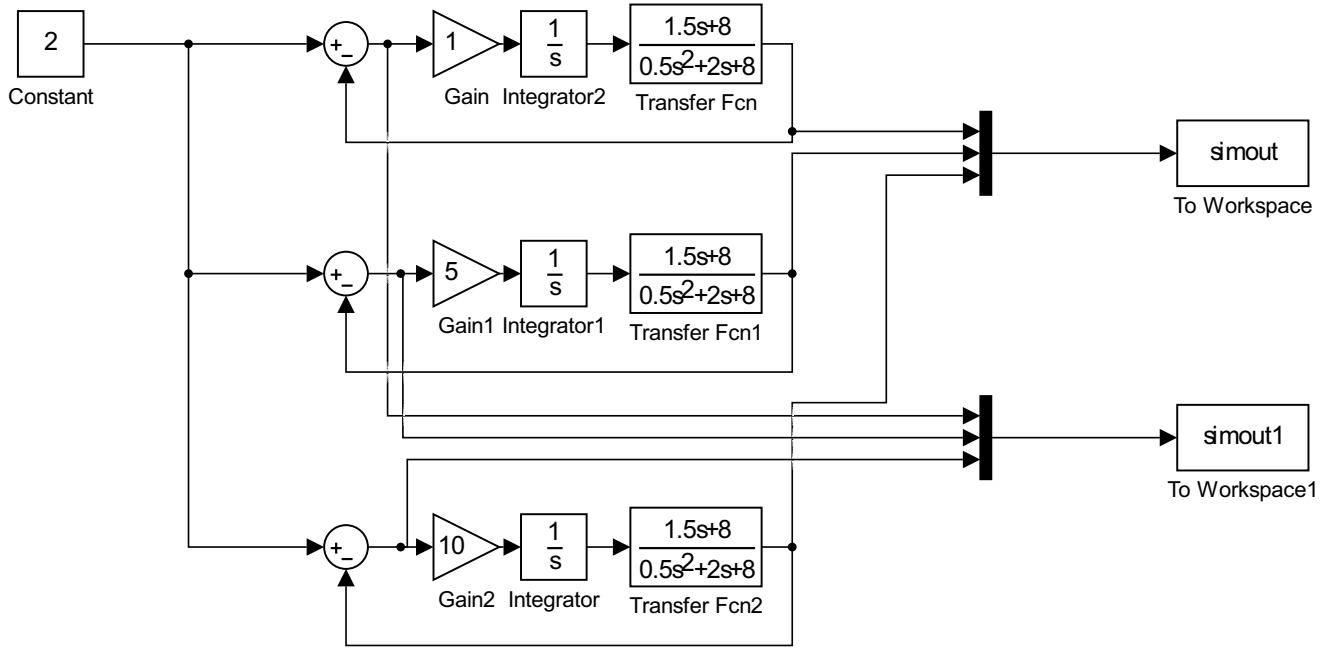 2
Constant
+
−
1
Gain
1
s
Integrator2
1.5s+8
0.5s²+2s+8
Transfer Fcn
simout
To Workspace
+
−
5
Gain1
1
s
Integrator1
1.5s+8
0.5s²+2s+8
Transfer Fcn1
simout1
To Workspace1
+
−
10
Gain2
1
s
Integrator
1.5s+8
0.5s²+2s+8
Transfer Fcn2